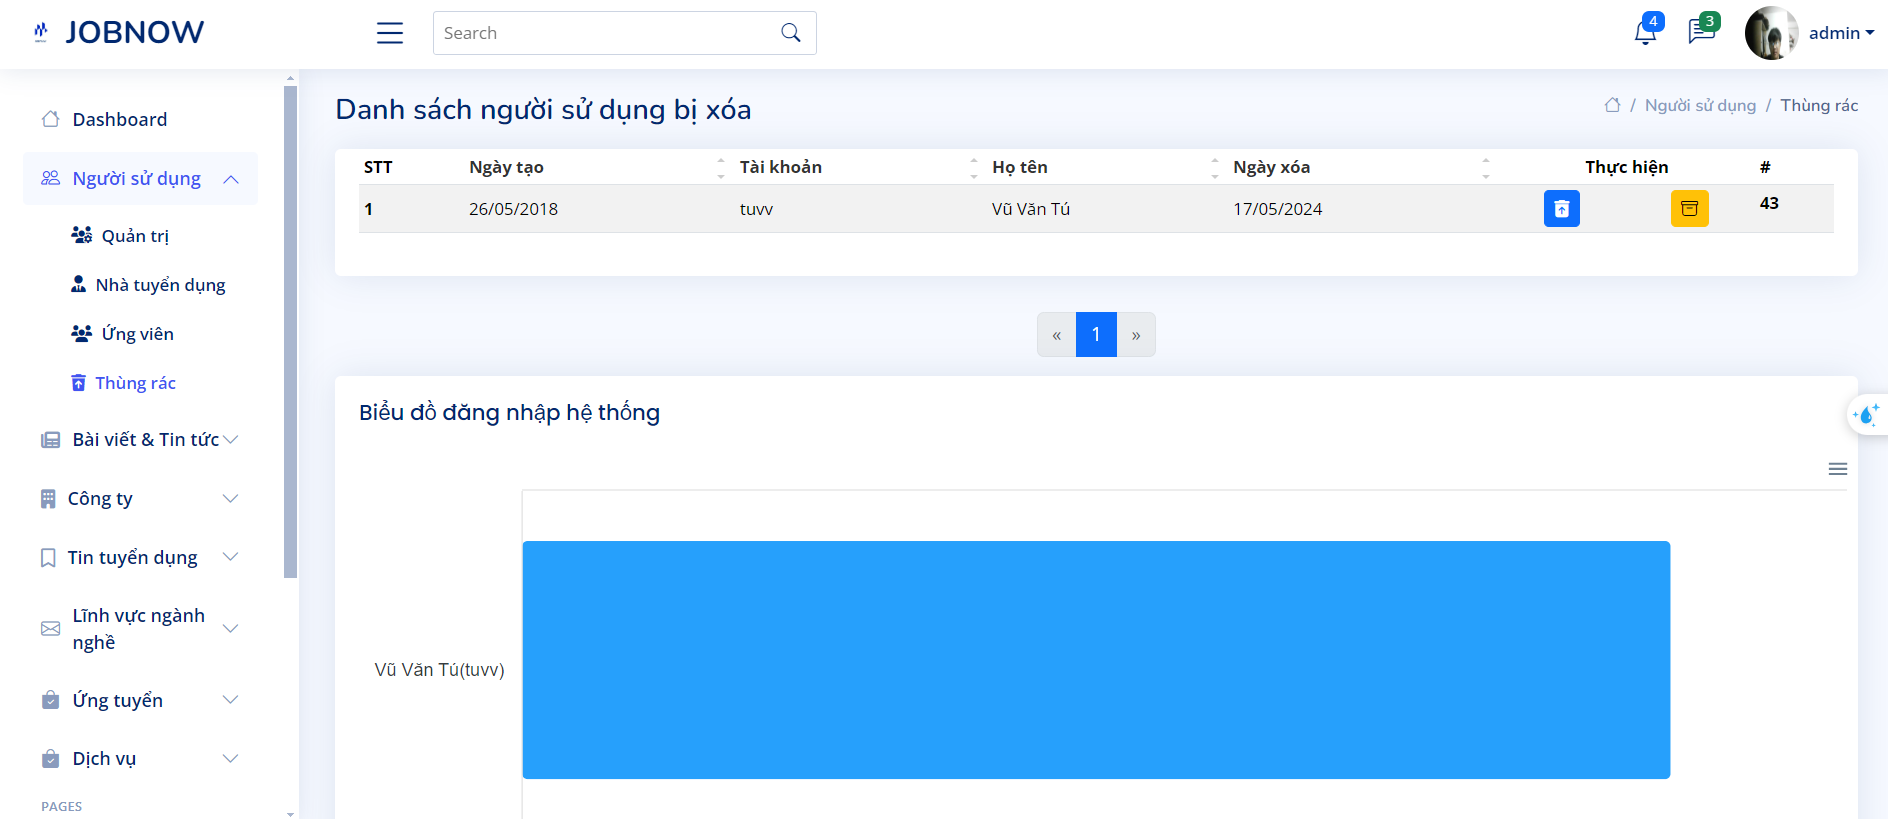 JOBNOW
Search
4
3
admin
Dashboard
Người sử dụng
Quản trị
Nhà tuyển dụng
Ứng viên
Thùng rác
Bài viết & Tin tức
Công ty
Tin tuyển dụng
Lĩnh vực ngành
nghề
Ứng tuyển
Dịch vụ
PAGES
Danh sách người sử dụng bị xóa
/ Người sử dụng / Thùng rác
STT Ngày tạo Tài khoản Họ tên Ngày xóa Thực hiện #
1 26/05/2018 tuvv Vũ Văn Tú 17/05/2024 43
« 1 »
Biểu đồ đăng nhập hệ thống
Vũ Văn Tú(tuvv)